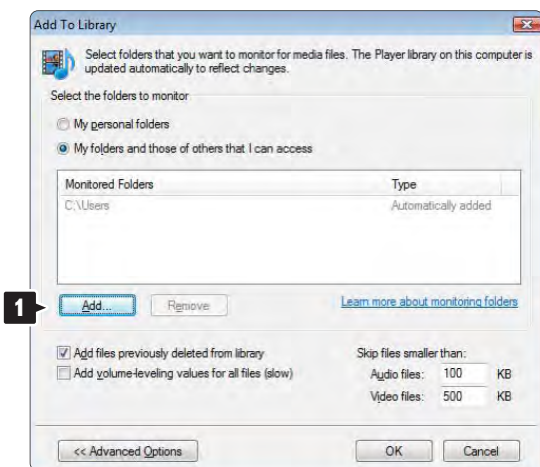 Add To Library
Select folders that you want to monitor for media files. The Player library on this computer is
updated automatically to reflect changes.
Select the folders to monitor
My personal folders
My folders and those of others that I can access
Monitored Folders Type
C:\Users Automatically added
1
Add... Remove Learn more about monitoring folders
Add files previously deleted from library Skip files smaller than:
Add volume-leveling values for all files (slow) Audio files: 100 KB
Video files: 500 KB
<< Advanced Options OK Cancel